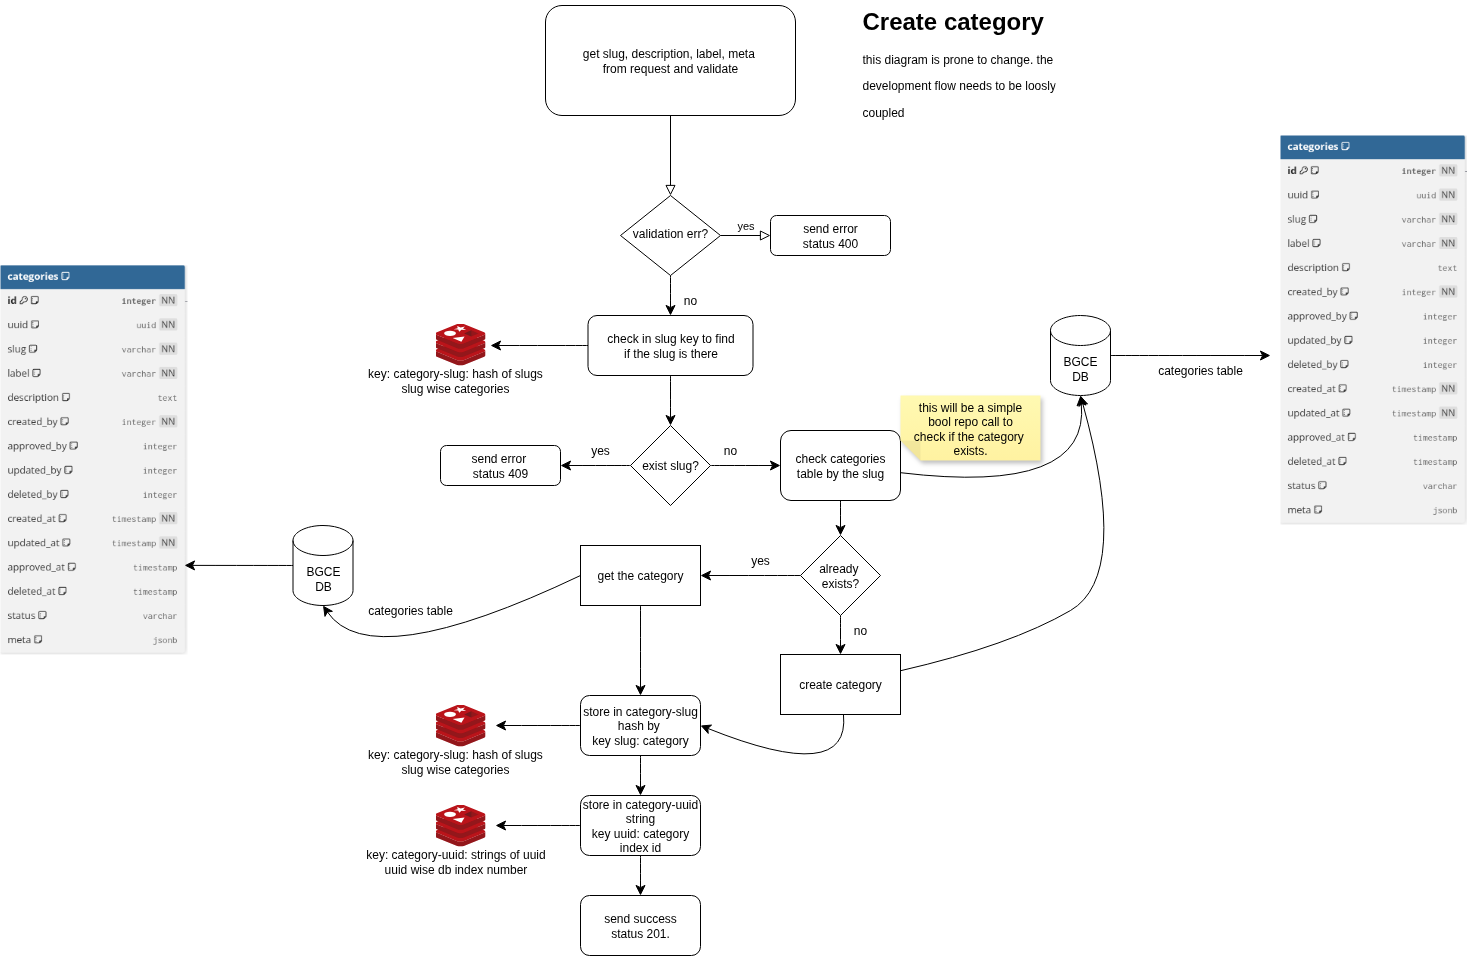 get slug, description, label, meta
from request and validate
Create category
this diagram is prone to change. the
development flow needs to be loosly
coupled
validation err?
yes
send error
status 400
no
check in slug key to find
if the slug is there
key: category-slug: hash of slugs
slug wise categories
exist slug?
yes
send error
status 409
no
check categories
table by the slug
this will be a simple
bool repo call to
check if the category
exists.
BGCE
DB
categories table
categories
id integer NN
uuid uuid NN
slug varchar NN
label varchar NN
description text
created_by integer NN
approved_by integer
updated_by integer
deleted_by integer
created_at timestamp NN
updated_at timestamp NN
approved_at timestamp
deleted_at timestamp
status varchar
meta jsonb
already
exists?
yes
get the category
categories table
BGCE
DB
categories
id integer NN
uuid uuid NN
slug varchar NN
label varchar NN
description text
created_by integer NN
approved_by integer
updated_by integer
deleted_by integer
created_at timestamp NN
updated_at timestamp NN
approved_at timestamp
deleted_at timestamp
status varchar
meta jsonb
no
create category
store in category-slug
hash by
key slug: category
key: category-slug: hash of slugs
slug wise categories
store in category-uuid
string
key uuid: category
index id
key: category-uuid: strings of uuid
uuid wise db index number
send success
status 201.